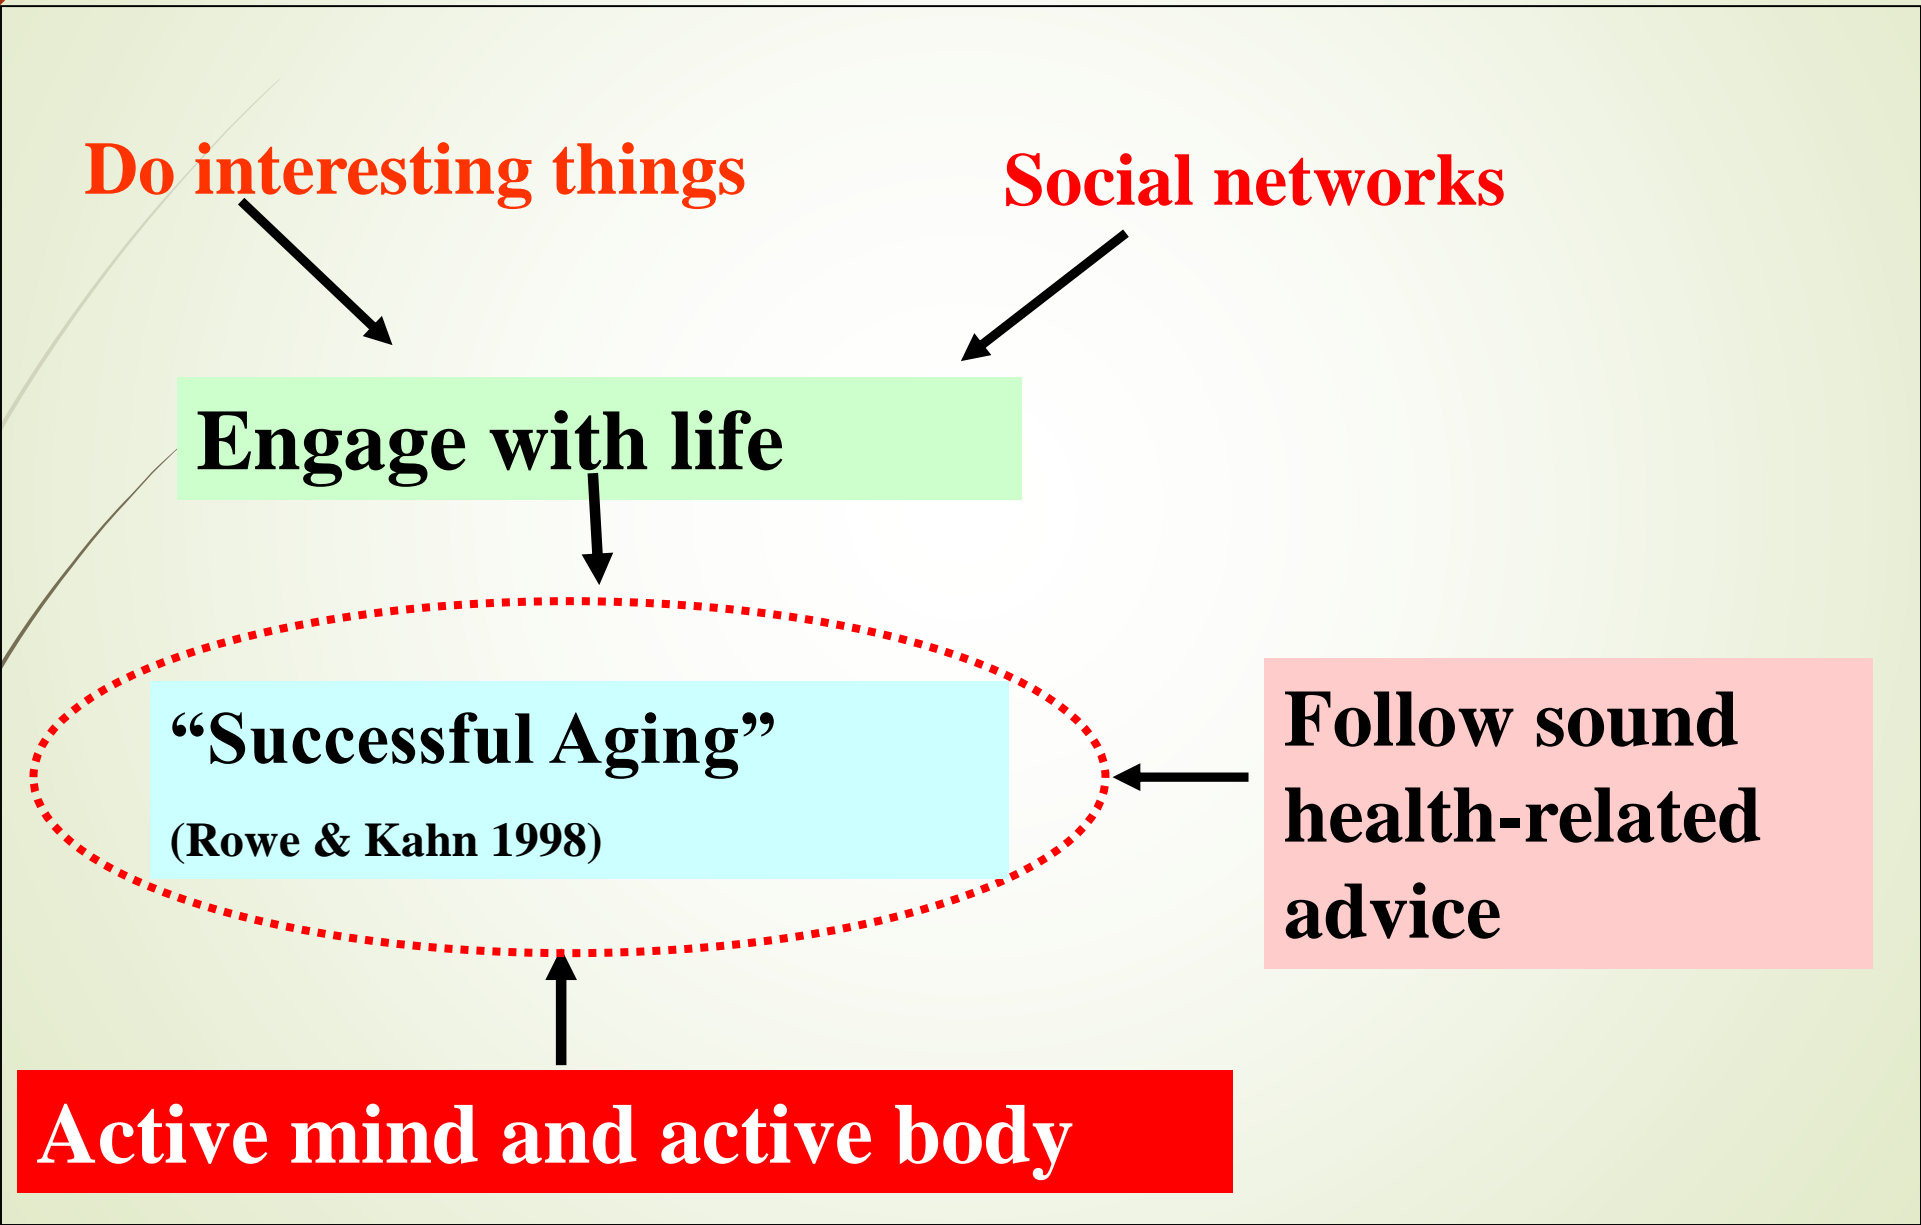 Do interesting things
Social networks
Engage with life
“Successful Aging”
(Rowe & Kahn 1998)
Follow sound
health-related
advice
Active mind and active body